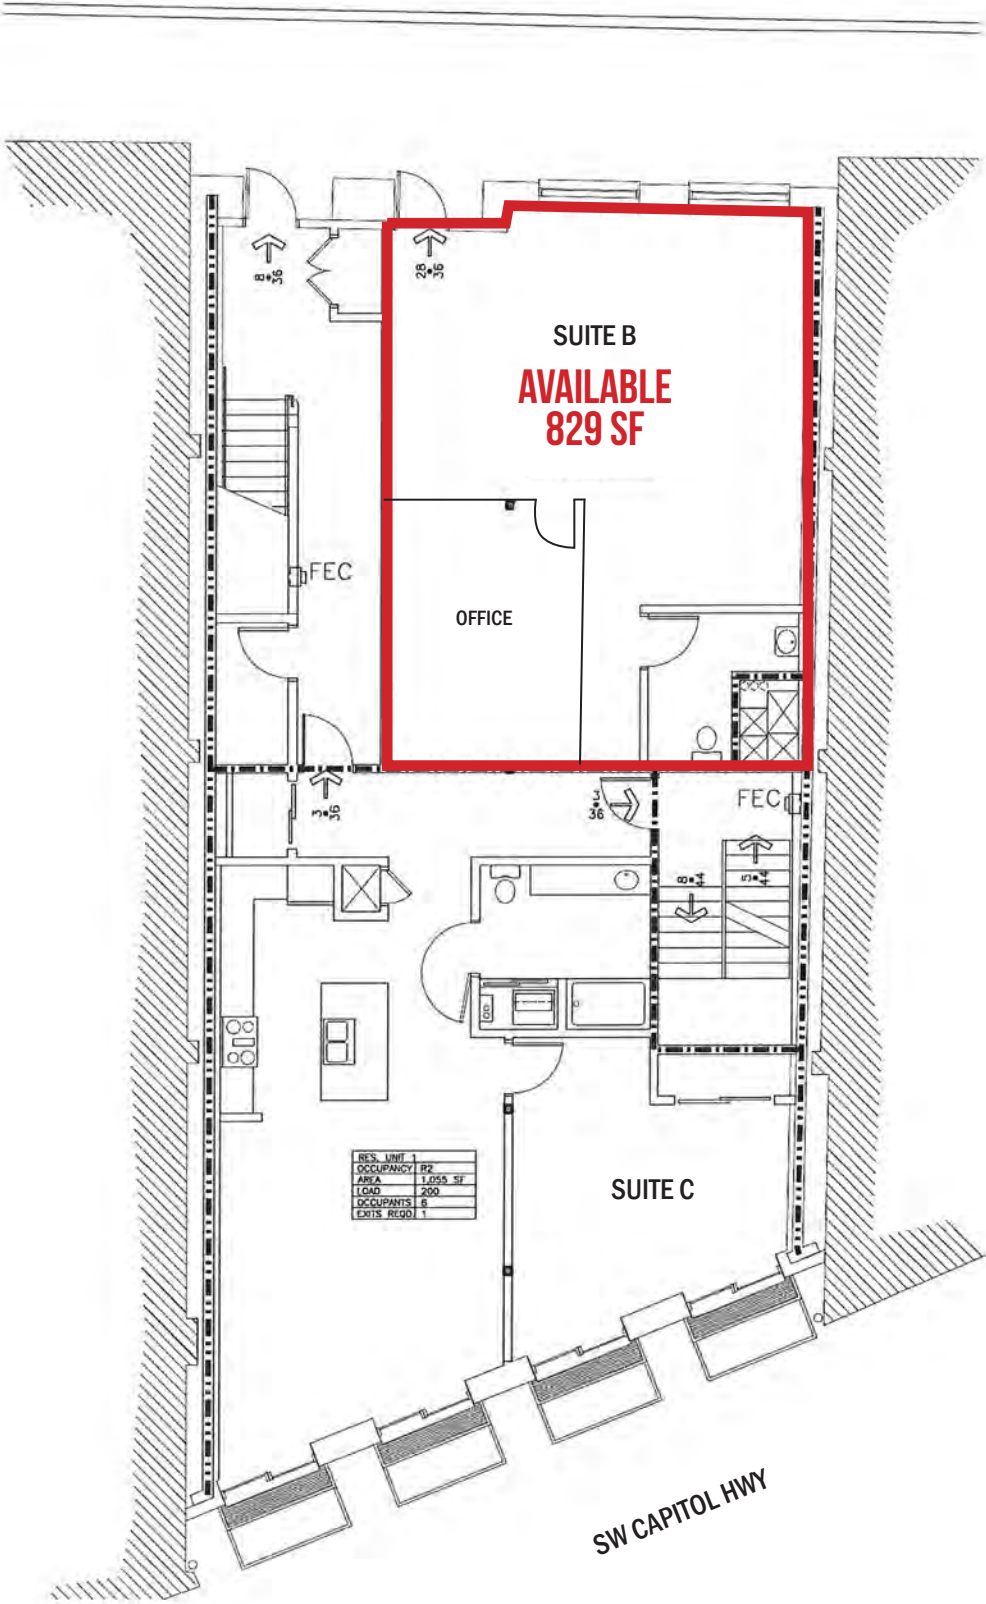 8 36
28 36
SUITE B
AVAILABLE
829 SF
FEC
OFFICE
3 36
3 36
FEC
8 44
5 44
RES. UNIT 1
OCCUPANCY R2
AREA 1,055 SF
LOAD 200
OCCUPANTS 6
EXITS REQD. 1
SUITE C
SW CAPITOL HWY